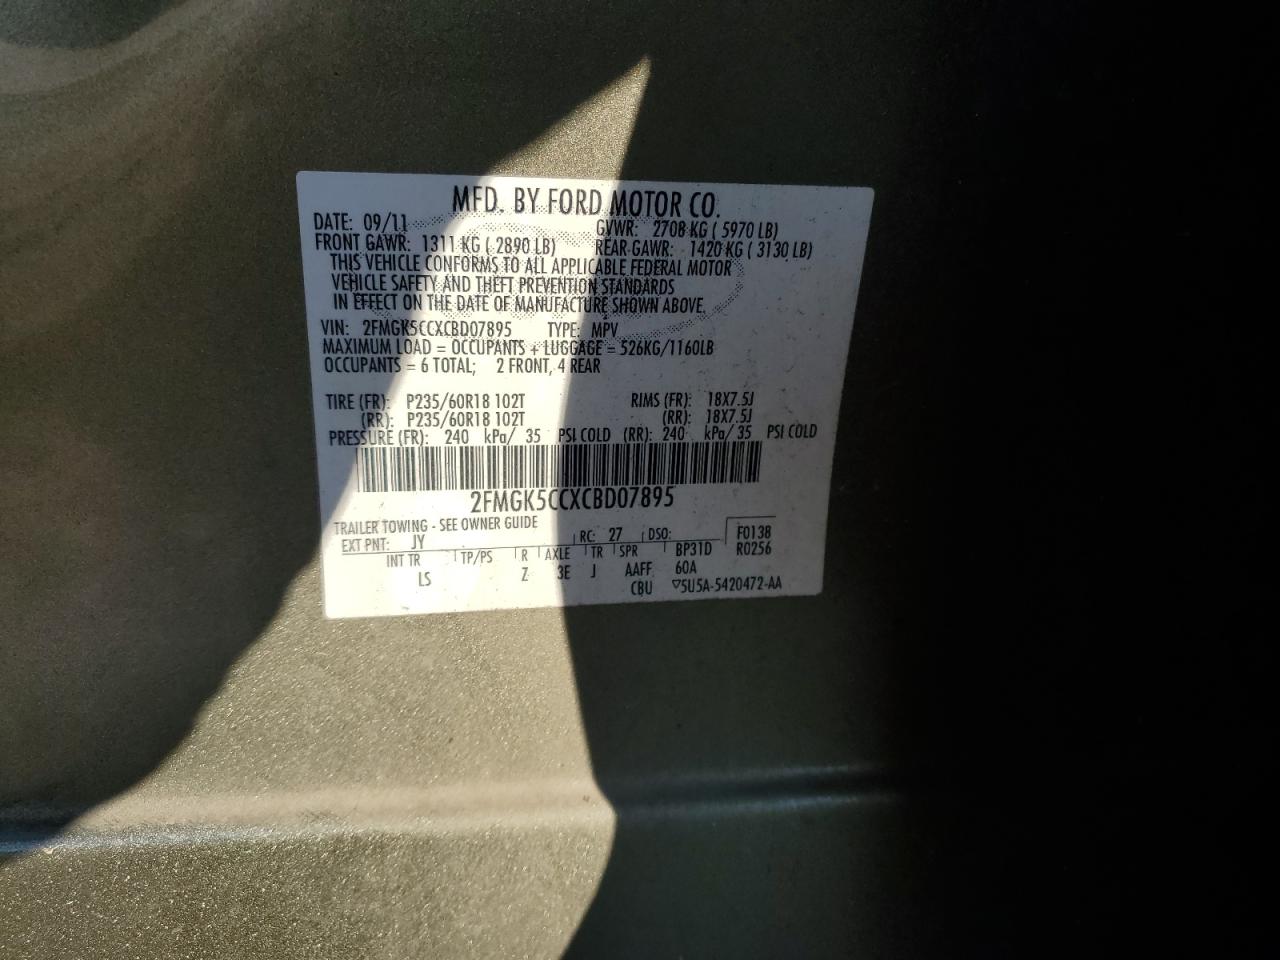 MFD. BY FORD MOTOR CO.
DATE: 09/11 GVWR: 2708 KG ( 5970 LB)
FRONT GAWR: 1311 KG ( 2890 LB) REAR GAWR: 1420 KG ( 3130 LB)
THIS VEHICLE CONFORMS TO ALL APPLICABLE FEDERAL MOTOR
VEHICLE SAFETY AND THEFT PREVENTION STANDARDS
IN EFFECT ON THE DATE OF MANUFACTURE SHOWN ABOVE.
VIN: 2FMGK5CCXCBD07895 TYPE: MPV
MAXIMUM LOAD = OCCUPANTS + LUGGAGE = 526KG/1160LB
OCCUPANTS = 6 TOTAL; 2 FRONT, 4 REAR
TIRE (FR): P235/60R18 102T RIMS (FR): 18X7.5J
(RR): P235/60R18 102T (RR): 18X7.5J
PRESSURE (FR): 240 kPa/ 35 PSI COLD (RR): 240 kPa/ 35 PSI COLD
2FMGK5CCXCBD07895
TRAILER TOWING - SEE OWNER GUIDE
EXT PNT: JY RC: 27 DSO: F0138
INT TR TP/PS R AXLE TR SPR BP31D R0256
LS Z 3E J AAFF 60A
CBU ▽5U5A-5420472-AA